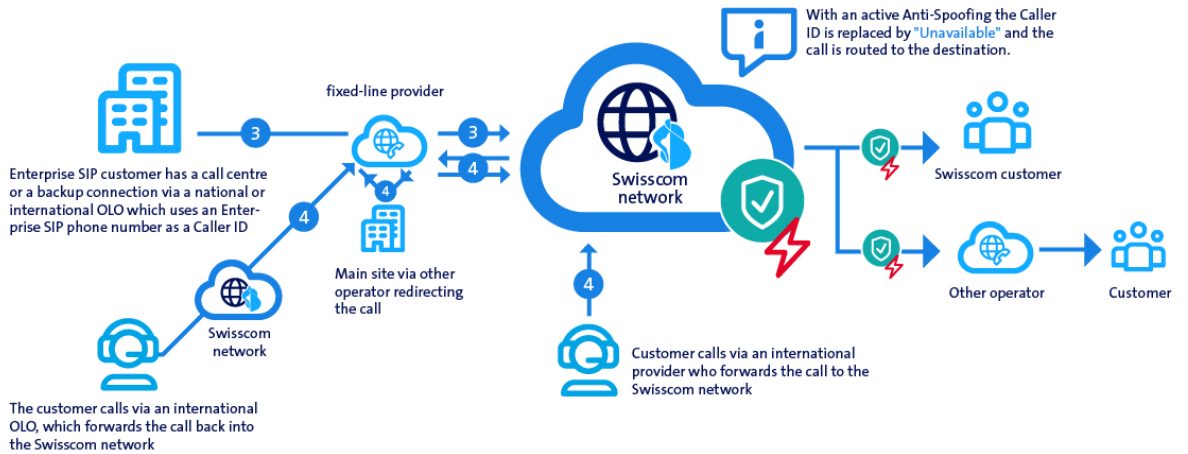 With an active Anti-Spoofing the Caller
ID is replaced by "Unavailable" and the
call is routed to the destination.
fixed-line provider
3
3
4
4
4
Enterprise SIP customer has a call centre
or a backup connection via a national or
international OLO which uses an Enter-
prise SIP phone number as a Caller ID
Swisscom
network
Swisscom customer
Main site via other
operator redirecting
the call
4
Other operator
Customer
Swisscom
network
Customer calls via an international
provider who forwards the call to the
Swisscom network
The customer calls via an international
OLO, which forwards the call back into
the Swisscom network